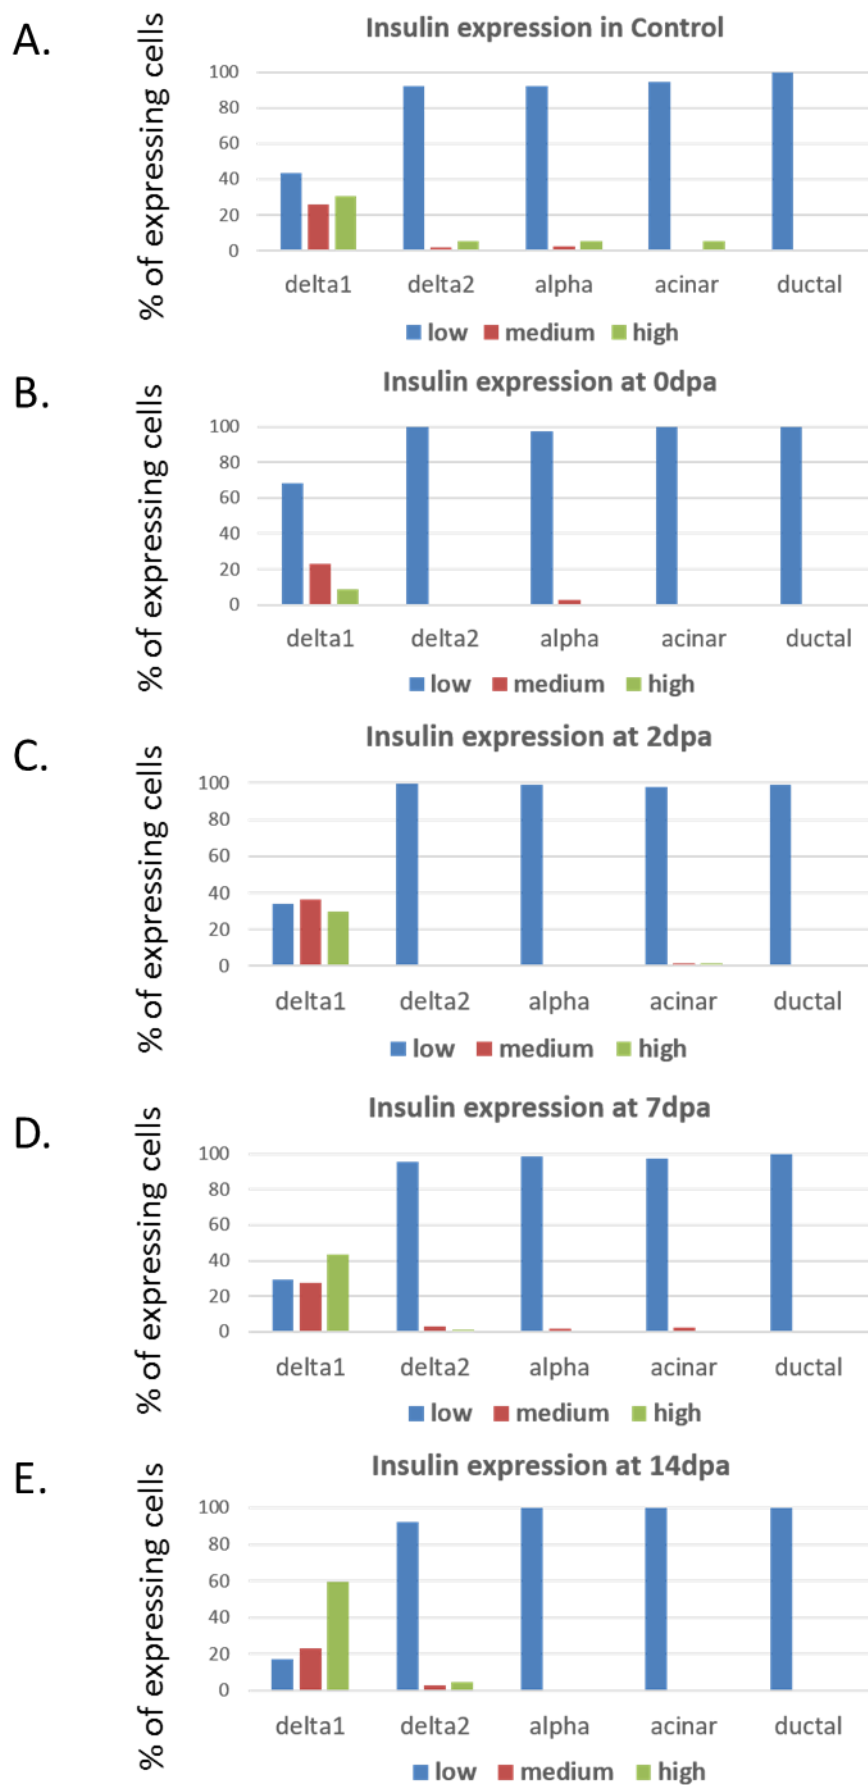 A.
Insulin expression in Control
% of expressing cells
100
80
60
40
20
0
delta1 delta2 alpha acinar ductal
low medium high
B.
Insulin expression at 0dpa
% of expressing cells
100
80
60
40
20
0
delta1 delta2 alpha acinar ductal
low medium high
C.
Insulin expression at 2dpa
% of expressing cells
100
80
60
40
20
0
delta1 delta2 alpha acinar ductal
low medium high
D.
Insulin expression at 7dpa
% of expressing cells
100
80
60
40
20
0
delta1 delta2 alpha acinar ductal
low medium high
E.
Insulin expression at 14dpa
% of expressing cells
100
80
60
40
20
0
delta1 delta2 alpha acinar ductal
low medium high